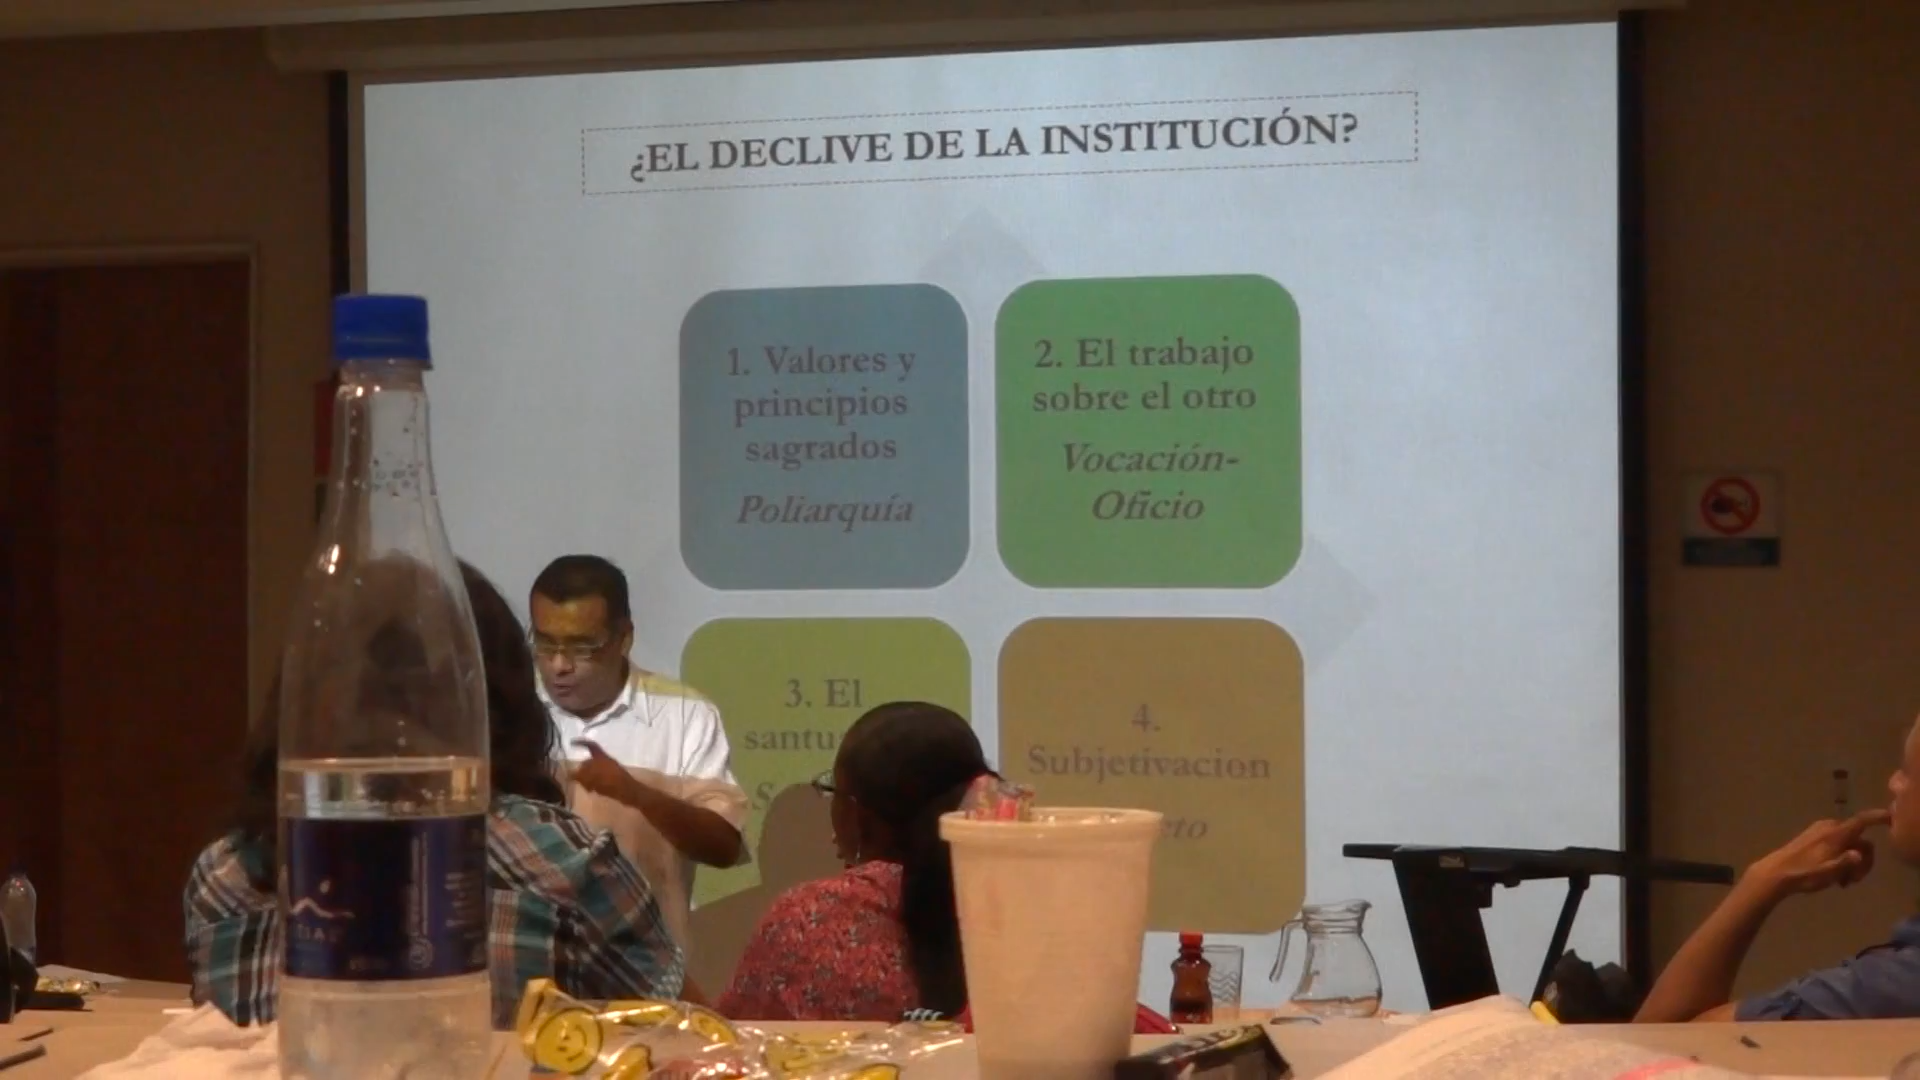 ¿EL DECLIVE DE LA INSTITUCIÓN?
1. Valores y
principios
sagrados
Poliarquía
2. El trabajo
sobre el otro
Vocación-
Oficio
3. El
4.
Subjetivacion